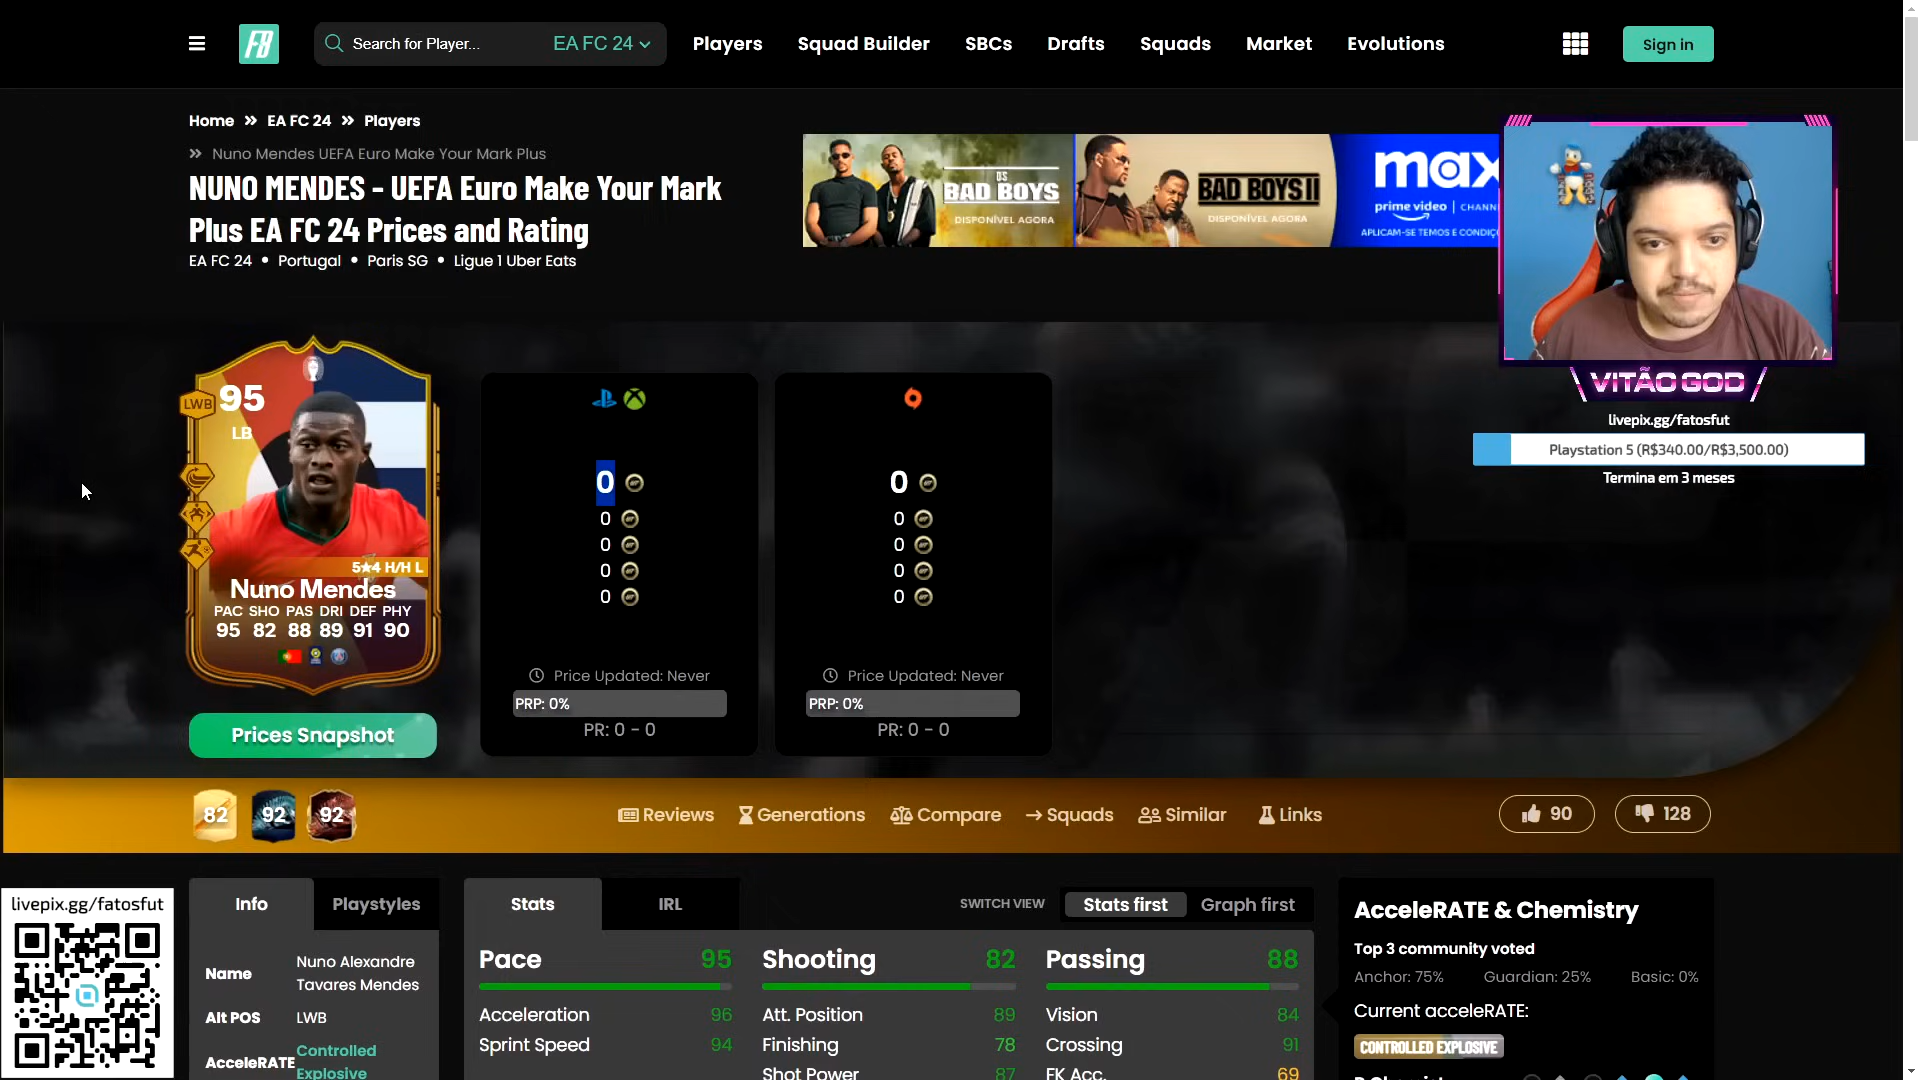 F8
Search for Player...
EA FC 24
Players
Squad Builder
SBCs
Drafts
Squads
Market
Evolutions
Sign in
Home » EA FC 24 » Players
» Nuno Mendes UEFA Euro Make Your Mark Plus
NUNO MENDES - UEFA Euro Make Your Mark
Plus EA FC 24 Prices and Rating
EA FC 24 • Portugal • Paris SG • Ligue 1 Uber Eats
OS
BAD BOYS
DISPONÍVEL AGORA
BAD BOYS II
DISPONÍVEL AGORA
max
prime video | CHANN
APLICAM-SE TEMOS E CONDIÇÕ
VITÃO GOD
livepix.gg/fatosfut
Playstation 5 (R$340.00/R$3,500.00)
Termina em 3 meses
95
LWB
LB
5★4 H/H L
Nuno Mendes
PAC SHO PAS DRI DEF PHY
95 82 88 89 91 90
Prices Snapshot
0
0
0
0
0
Price Updated: Never
PRP: 0%
PR: 0 - 0
0
0
0
0
0
Price Updated: Never
PRP: 0%
PR: 0 - 0
82
92
92
Reviews
Generations
Compare
Squads
Similar
Links
90
128
livepix.gg/fatosfut
Info
Playstyles
Name
Nuno Alexandre
Tavares Mendes
Alt POS
LWB
AcceleRATE
Controlled
Explosive
Stats
IRL
SWITCH VIEW
Stats first
Graph first
Pace 95
Acceleration 96
Sprint Speed 94
Shooting 82
Att. Position 89
Finishing 78
Shot Power 87
Passing 88
Vision 84
Crossing 91
FK Acc. 69
AcceleRATE & Chemistry
Top 3 community voted
Anchor: 75%
Guardian: 25%
Basic: 0%
Current acceleRATE:
CONTROLLED EXPLOSIVE